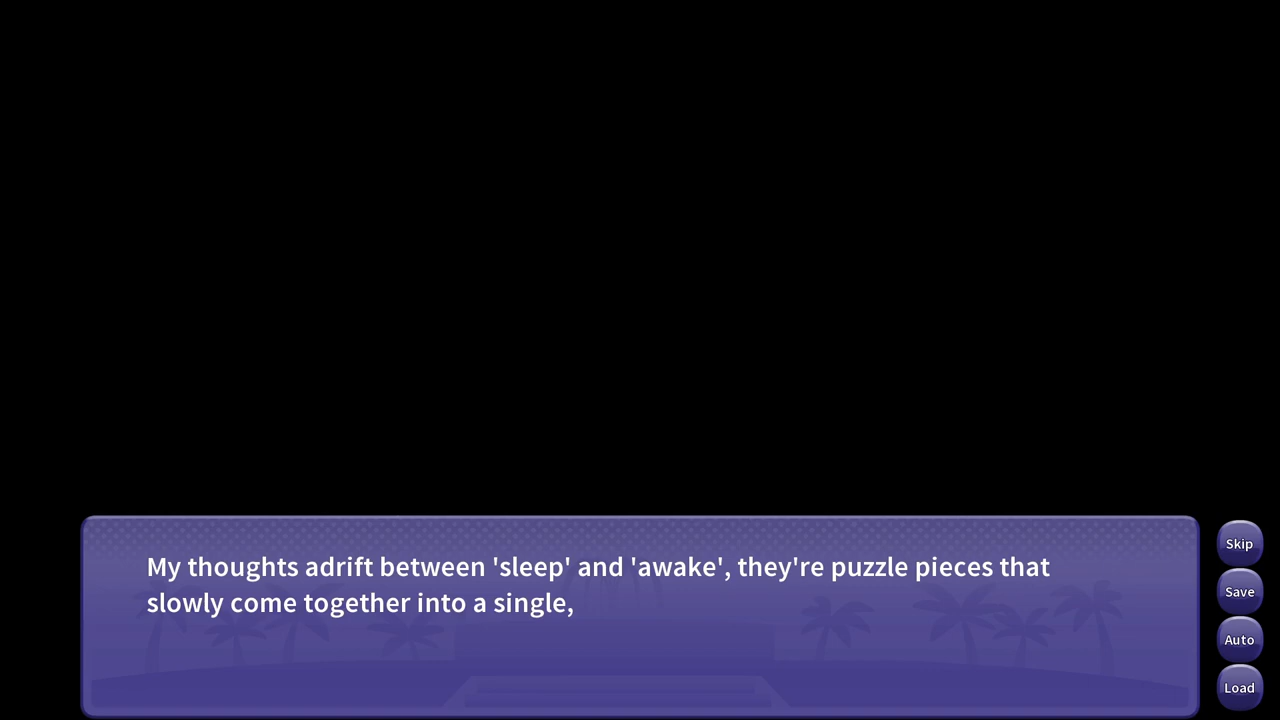 My thoughts adrift between 'sleep' and 'awake', they're puzzle pieces that
slowly come together into a single,
Skip
Save
Auto
Load